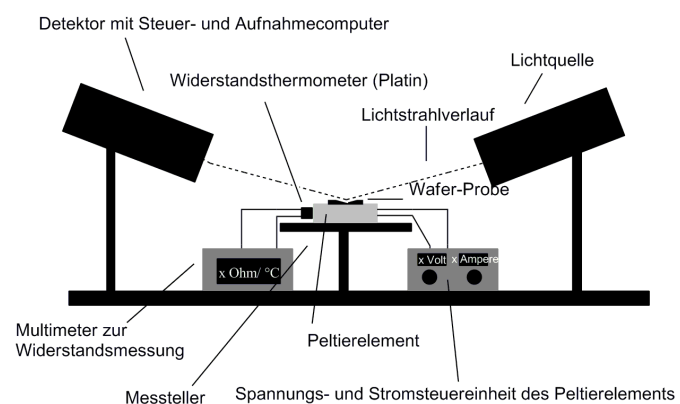 Detektor mit Steuer- und Aufnahmecomputer
Lichtquelle
Widerstandsthermometer (Platin)
Lichtstrahlverlauf
Wafer-Probe
x Ohm/ °C
x Volt
x Ampere
Multimeter zur
Widerstandsmessung
Peltierelement
Messteller
Spannungs- und Stromsteuereinheit des Peltierelements